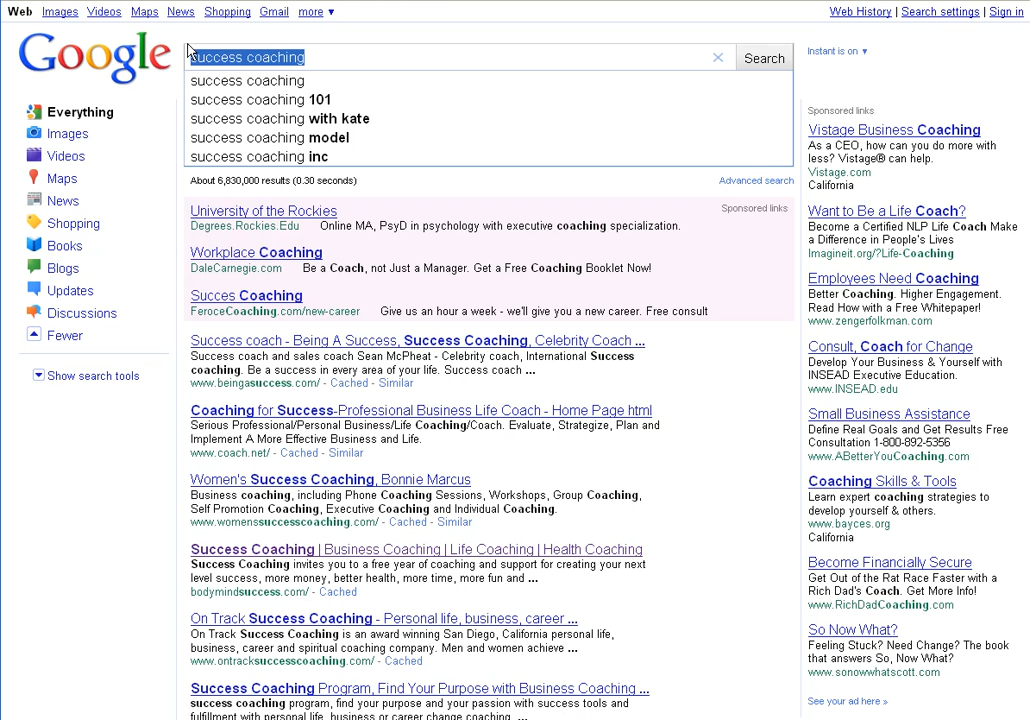 Web Images Videos Maps News Shopping Gmail more ▼
Web History | Search settings | Sign in
Google
success coaching
Search
Instant is on ▼
success coaching
success coaching 101
success coaching with kate
success coaching model
success coaching inc
Everything
Images
Videos
Maps
News
Shopping
Books
Blogs
Updates
Discussions
Fewer
Show search tools
About 6,830,000 results (0.30 seconds)
Advanced search
University of the Rockies
Sponsored links
Degrees.Rockies.Edu Online MA, PsyD in psychology with executive coaching specialization.
Workplace Coaching
DaleCarnegie.com Be a Coach, not Just a Manager. Get a Free Coaching Booklet Now!
Succes Coaching
FeroceCoaching.com/new-career Give us an hour a week - we'll give you a new career. Free consult
Success coach - Being A Success, Success Coaching, Celebrity Coach ...
Success coach and sales coach Sean McPheat - Celebrity coach, International Success
coaching. Be a success in every area of your life. Success coach ...
www.beingasuccess.com/ - Cached - Similar
Coaching for Success-Professional Business Life Coach - Home Page html
Serious Professional/Personal Business/Life Coaching/Coach. Evaluate, Strategize, Plan and
Implement A More Effective Business and Life.
www.coach.net/ - Cached - Similar
Women's Success Coaching, Bonnie Marcus
Business coaching, including Phone Coaching Sessions, Workshops, Group Coaching,
Self Promotion Coaching, Executive Coaching and Individual Coaching.
www.womenssuccesscoaching.com/ - Cached - Similar
Success Coaching | Business Coaching | Life Coaching | Health Coaching
Success Coaching invites you to a free year of coaching and support for creating your next
level success, more money, better health, more time, more fun and ...
bodymindsuccess.com/ - Cached
On Track Success Coaching - Personal life, business, career ...
On Track Success Coaching is an award winning San Diego, California personal life,
business, career and spiritual coaching company. Men and women achieve ...
www.ontracksuccesscoaching.com/ - Cached
Success Coaching Program, Find Your Purpose with Business Coaching ...
success coaching program, find your purpose and your passion with success tools and
fulfillment with personal life, business or career change coaching. ...
Sponsored links
Vistage Business Coaching
As a CEO, how can you do more with
less? Vistage® can help.
Vistage.com
California
Want to Be a Life Coach?
Become a Certified NLP Life Coach Make
a Difference in People's Lives
Imagineit.org/?Life-Coaching
Employees Need Coaching
Better Coaching. Higher Engagement.
Read How with a Free Whitepaper!
www.zengerfolkman.com
Consult, Coach for Change
Develop Your Business & Yourself with
INSEAD Executive Education.
www.INSEAD.edu
Small Business Assistance
Define Real Goals and Get Results Free
Consultation 1-800-892-5356
www.ABetterYouCoaching.com
Coaching Skills & Tools
Learn expert coaching strategies to
develop yourself & others.
www.bayces.org
California
Become Financially Secure
Get Out of the Rat Race Faster with a
Rich Dad's Coach. Get More Info!
www.RichDadCoaching.com
So Now What?
Feeling Stuck? Need Change? The book
that answers So, Now What?
www.sonowwhatscott.com
See your ad here »